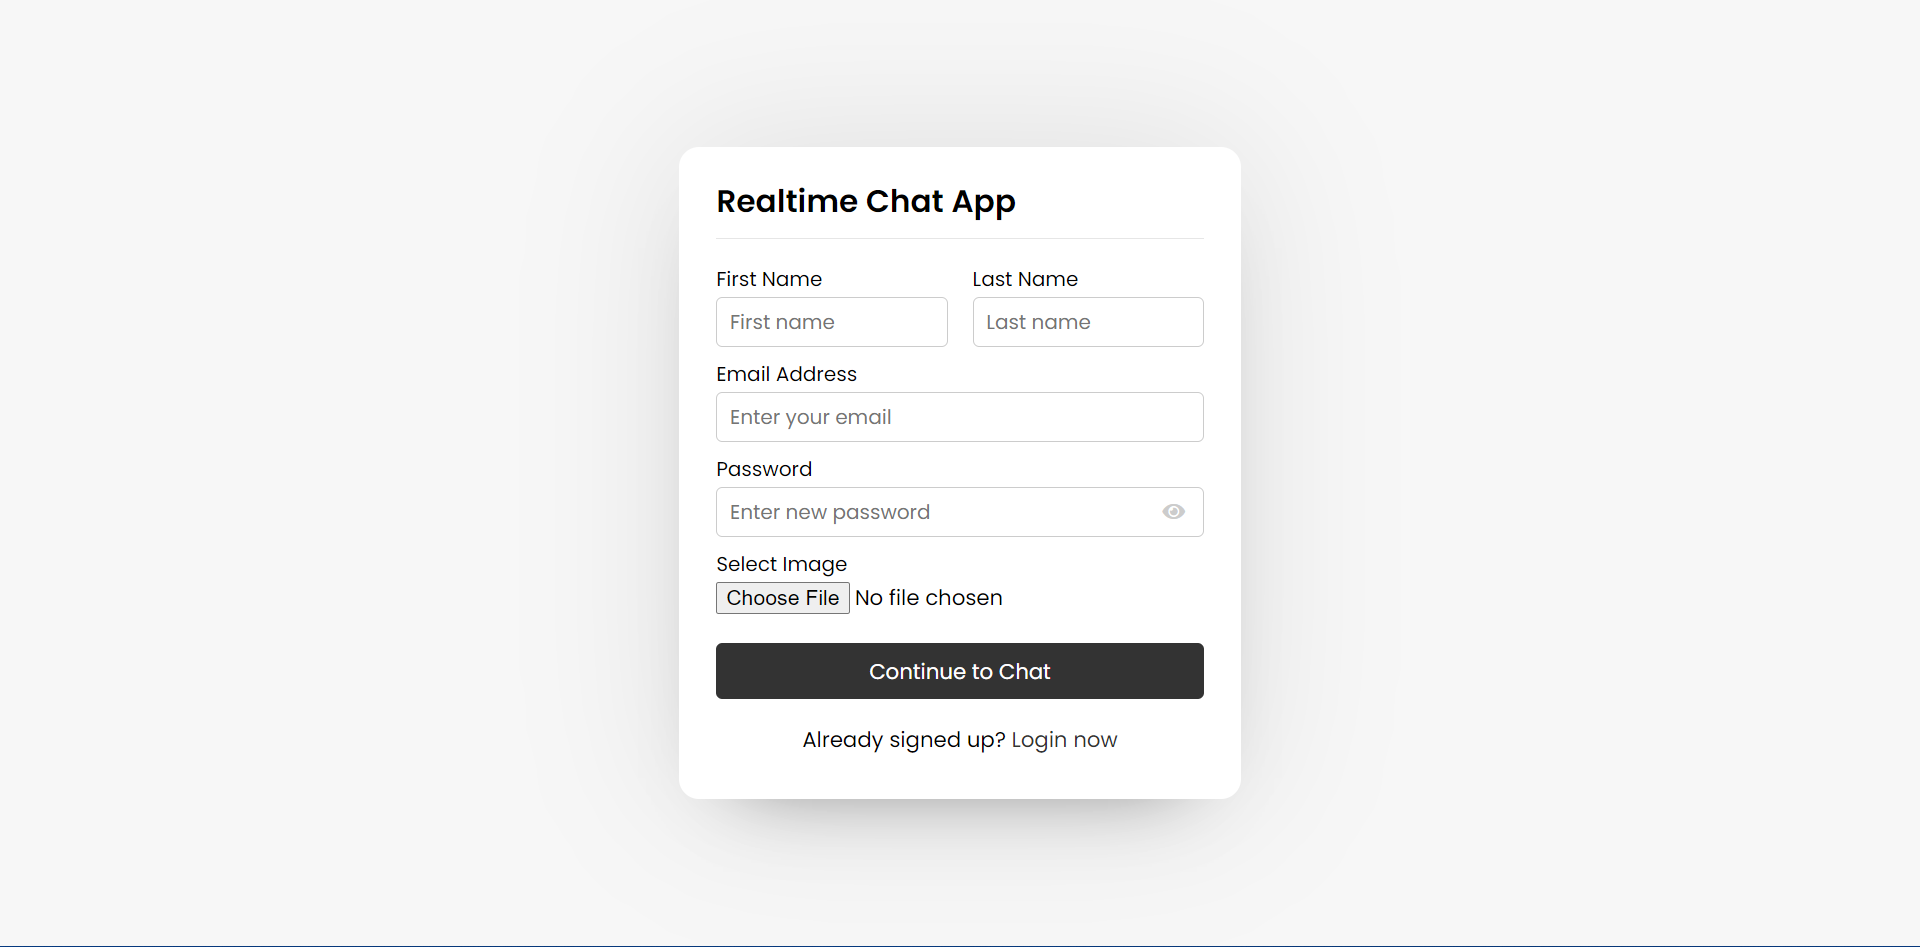 Realtime Chat App
First Name Last Name
First name Last name
Email Address
Enter your email
Password
Enter new password
Select Image
Choose File No file chosen
Continue to Chat
Already signed up? Login now